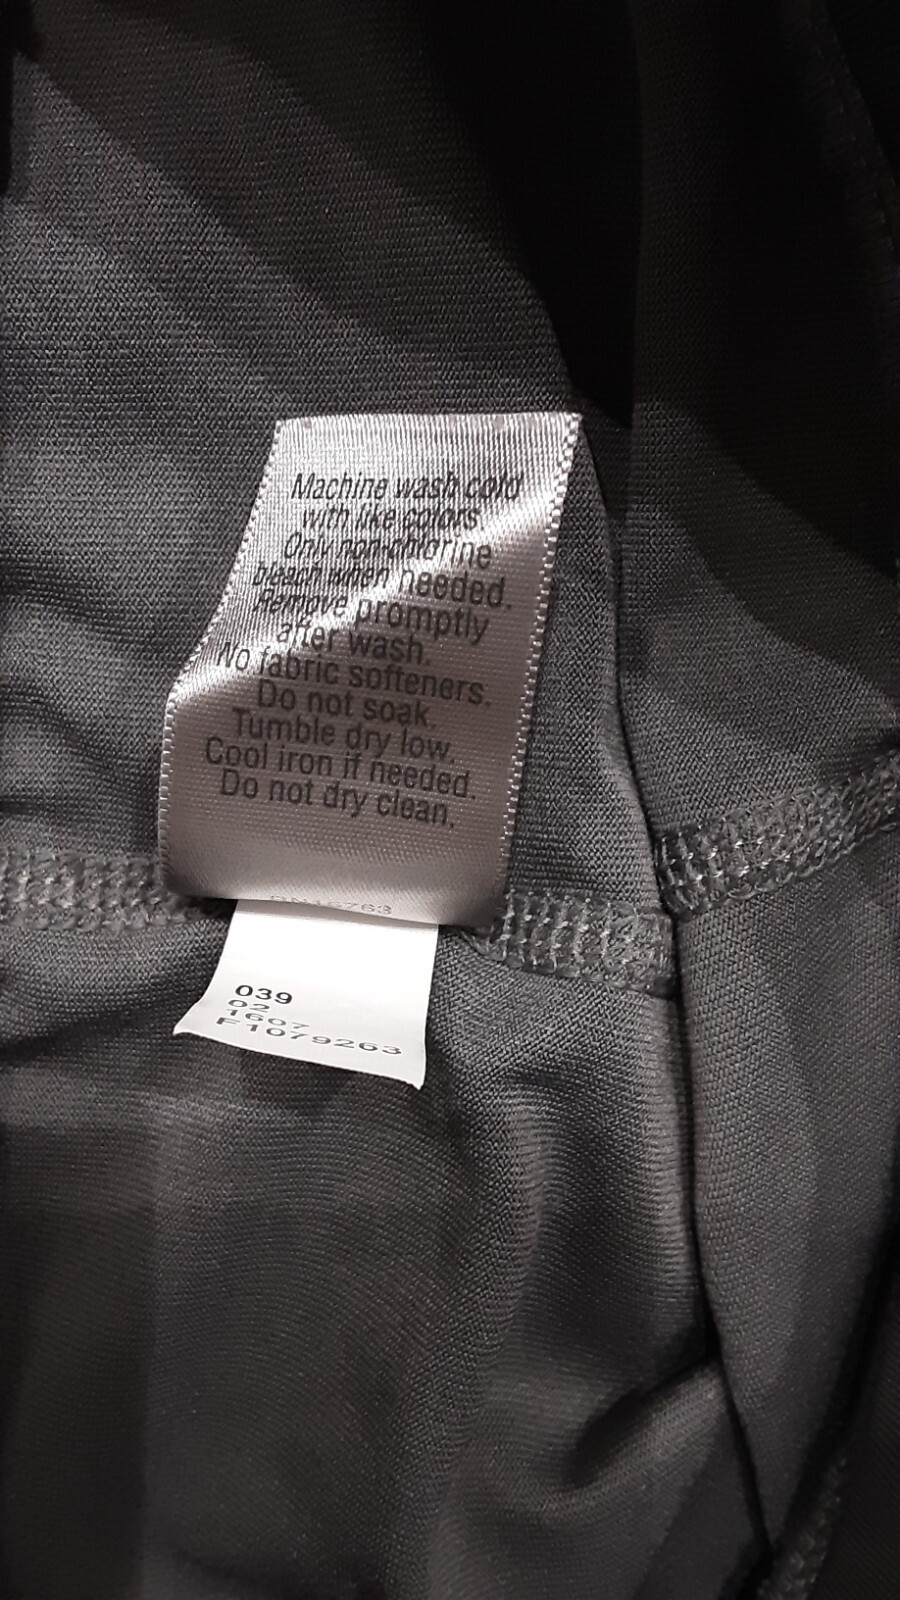 Machine wash cold
with like colors
Only non-chlorine
bleach when needed.
Remove promptly
after wash.
No fabric softeners.
Do not soak.
Tumble dry low.
Cool iron if needed.
Do not dry clean.
039
02
1607
F1079263